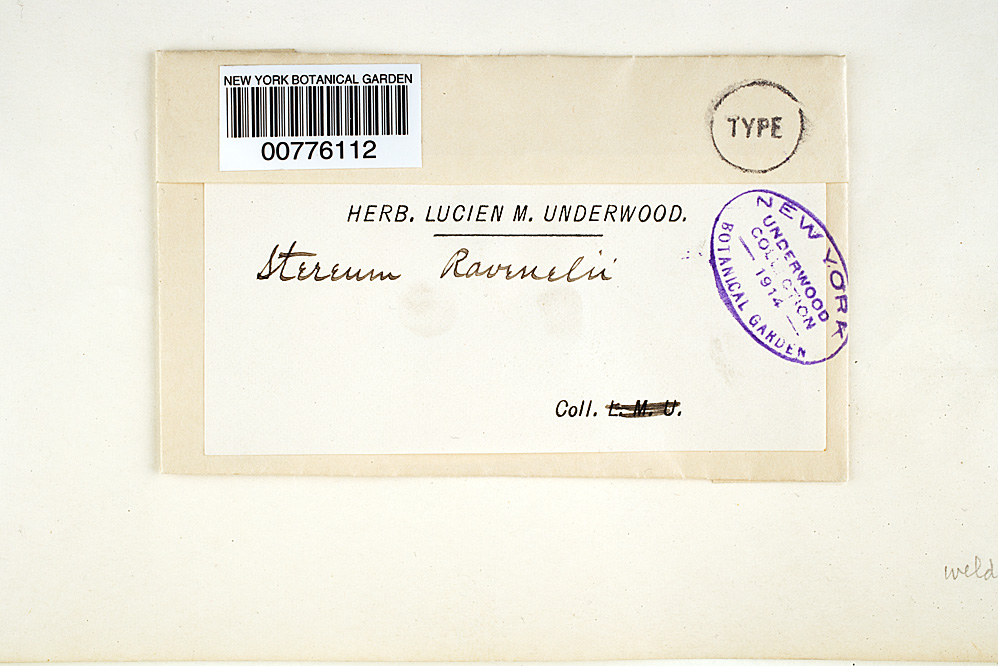 NEW YORK BOTANICAL GARDEN
00776112
TYPE
HERB. LUCIEN M. UNDERWOOD.
Stereum Ravenelii
NEW YORK
UNDERWOOD
COLLECTION
— 1914 —
BOTANICAL GARDEN
Coll. L. M. U.
weld